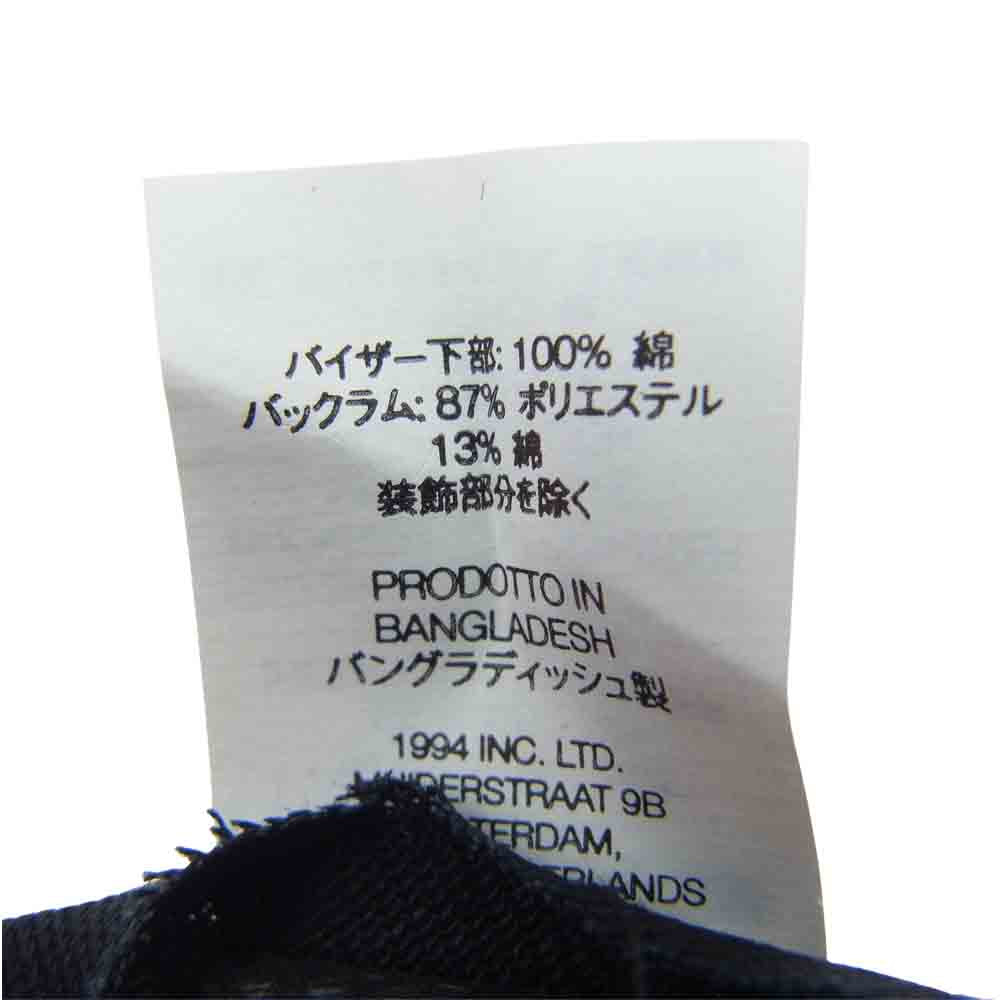 バイザー下部: 100% 綿
バックラム: 87% ポリエステル
13% 綿
装飾部分を除く
PRODOTTO IN
BANGLADESH
バングラディッシュ製
1994 INC. LTD.
9B